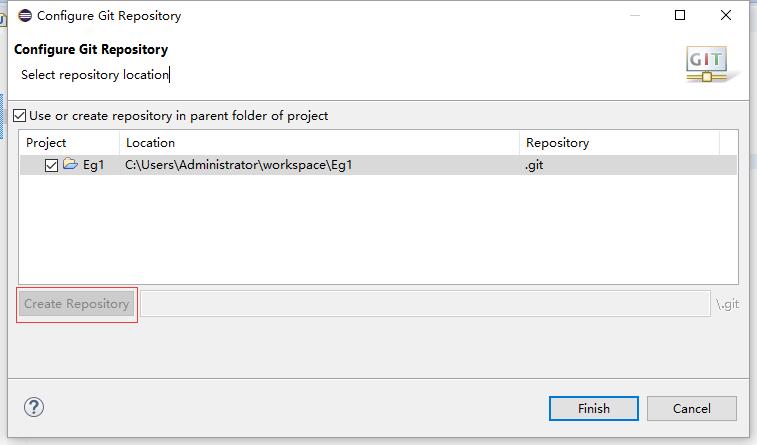 Configure Git Repository
Configure Git Repository
Select repository location
GIT
Use or create repository in parent folder of project
Project Location Repository
Eg1 C:\Users\Administrator\workspace\Eg1 .git
Create Repository \.git
? Finish Cancel